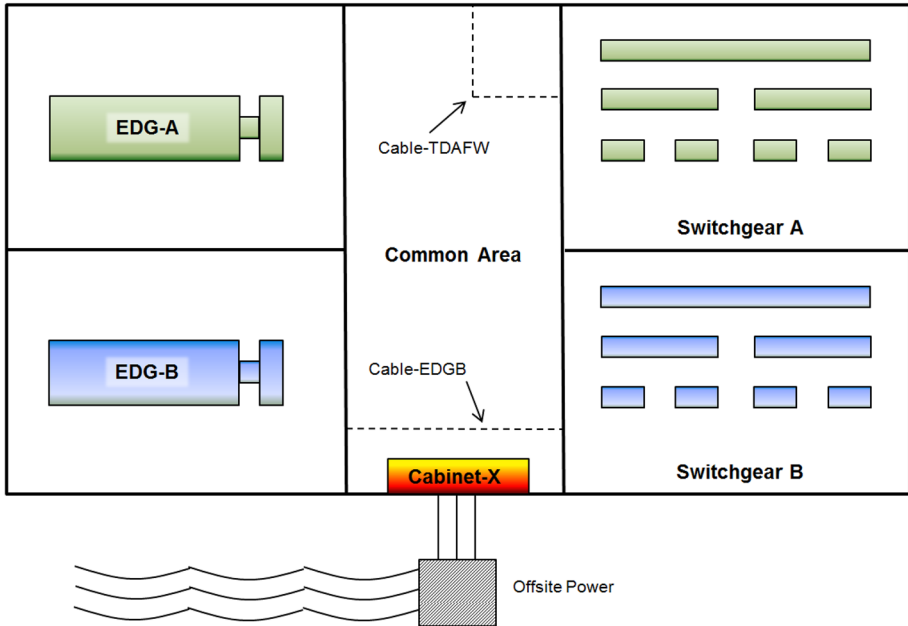 EDG-A
Cable-TDAFW
Switchgear A
Common Area
EDG-B
Cable-EDGB
Cabinet-X
Switchgear B
Offsite Power